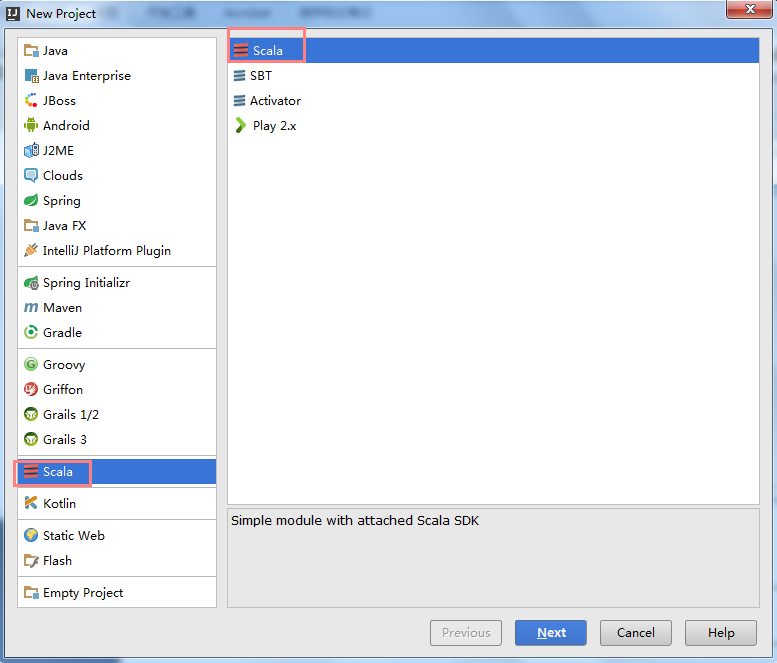 New Project
Java
Java Enterprise
JBoss
Android
J2ME
Clouds
Spring
Java FX
IntelliJ Platform Plugin
Spring Initializr
Maven
Gradle
Groovy
Griffon
Grails 1/2
Grails 3
Scala
Kotlin
Static Web
Flash
Empty Project
Scala
SBT
Activator
Play 2.x
Simple module with attached Scala SDK
Previous
Next
Cancel
Help